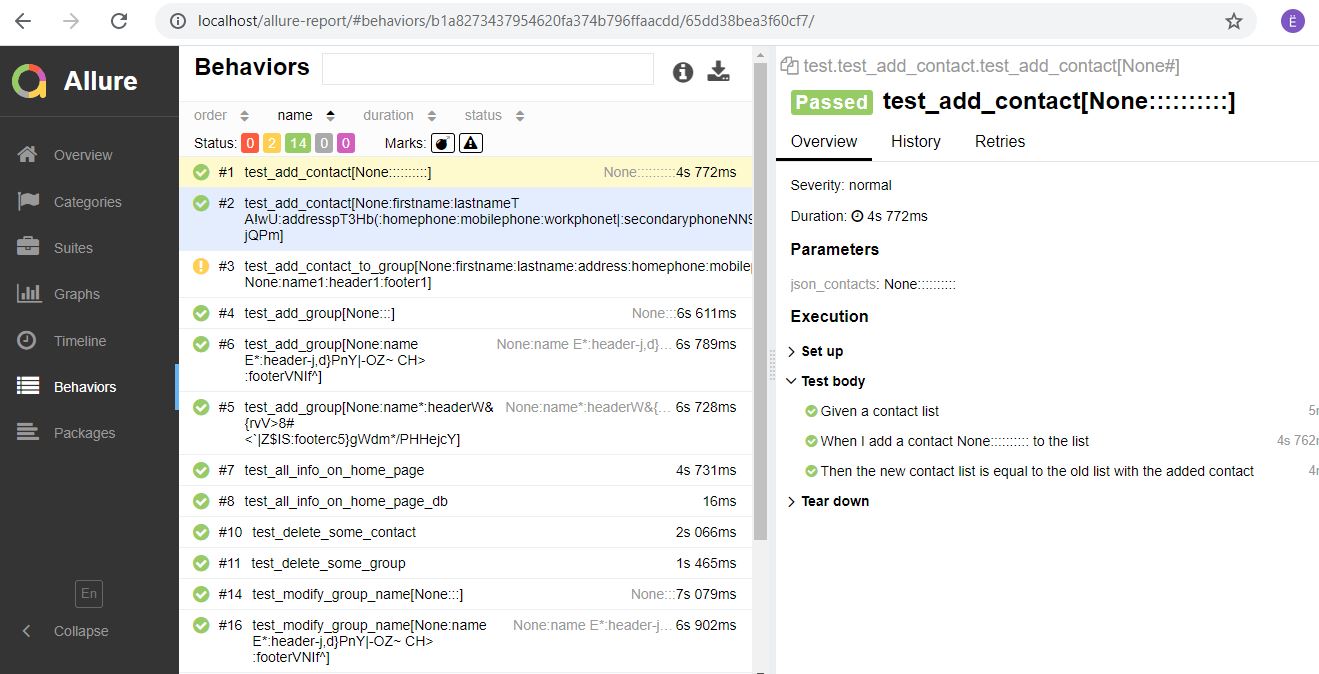 localhost/allure-report/#behaviors/b1a8273437954620fa374b796ffaacdd/65dd38bea3f60cf7/
Ё
Allure
Overview
Categories
Suites
Graphs
Timeline
Behaviors
Packages
En
Collapse
Behaviors
order name duration status
Status: 0 2 14 0 0 Marks:
#1 test_add_contact[None::::::::::] None::::::::::4s 772ms
#2 test_add_contact[None:firstname:lastnameT
A!wU:addresspT3Hb(:homephone:mobilephone:workphonet|:secondaryphoneNN9
jQPm]
#3 test_add_contact_to_group[None:firstname:lastname:address:homephone:mobilep
None:name1:header1:footer1]
#4 test_add_group[None:::] None:::6s 611ms
#6 test_add_group[None:name None:name E*:header-j,d}... 6s 789ms
E*:header-j,d}PnY|-OZ~ CH>
:footerVNIf^]
#5 test_add_group[None:name*:headerW& None:name*:headerW&{... 6s 728ms
{rvV>8#
<`|Z$IS:footerc5}gWdm*/PHHejcY]
#7 test_all_info_on_home_page 4s 731ms
#8 test_all_info_on_home_page_db 16ms
#10 test_delete_some_contact 2s 066ms
#11 test_delete_some_group 1s 465ms
#14 test_modify_group_name[None:::] None:::7s 079ms
#16 test_modify_group_name[None:name None:name E*:header-j... 6s 902ms
E*:header-j,d}PnY|-OZ~ CH>
:footerVNIf^]
test.test_add_contact.test_add_contact[None#]
Passed test_add_contact[None::::::::::]
Overview History Retries
Severity: normal
Duration: 4s 772ms
Parameters
json_contacts: None::::::::::
Execution
Set up
Test body
Given a contact list 5m
When I add a contact None:::::::::: to the list 4s 762m
Then the new contact list is equal to the old list with the added contact 4m
Tear down